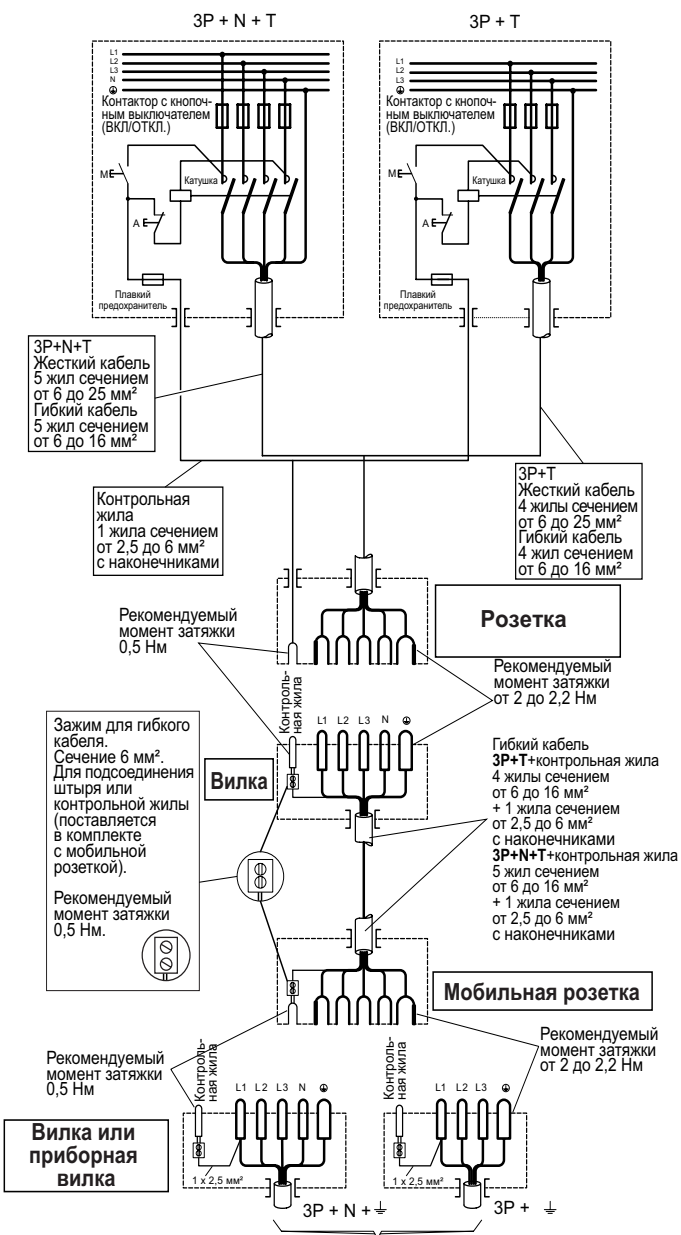 3P + N + T
3P + T
L1
L2
L3
N
Контактор с кнопоч-
ным выключателем
(ВКЛ/ОТКЛ.)
M
Катушка
A
Плавкий
предохранитель
L1
L2
L3
Контактор с кнопоч-
ным выключателем
(ВКЛ/ОТКЛ.)
M
Катушка
A
Плавкий
предохранитель
3P+N+T
Жесткий кабель
5 жил сечением
от 6 до 25 мм²
Гибкий кабель
5 жил сечением
от 6 до 16 мм²
Контрольная
жила
1 жила сечением
от 2,5 до 6 мм²
с наконечниками
3P+T
Жесткий кабель
4 жилы сечением
от 6 до 25 мм²
Гибкий кабель
4 жил сечением
от 6 до 16 мм²
Розетка
Рекомендуемый
момент затяжки
0,5 Нм
Рекомендуемый
момент затяжки
от 2 до 2,2 Нм
Контроль-
ная жила
L1 L2 L3 N
Вилка
Зажим для гибкого
кабеля.
Сечение 6 мм².
Для подсоединения
штыря или
контрольной жилы
(поставляется
в комплекте
с мобильной
розеткой).
Рекомендуемый
момент затяжки
0,5 Нм.
Гибкий кабель
3P+T+контрольная жила
4 жилы сечением
от 6 до 16 мм²
+ 1 жила сечением
от 2,5 до 6 мм²
с наконечниками
3P+N+T+контрольная жила
5 жил сечением
от 6 до 16 мм²
+ 1 жила сечением
от 2,5 до 6 мм²
с наконечниками
Мобильная розетка
Рекомендуемый
момент затяжки
0,5 Нм
Рекомендуемый
момент затяжки
от 2 до 2,2 Нм
Контроль-
ная жила
L1 L2 L3 N
Контроль-
ная жила
L1 L2 L3
Вилка или
приборная
вилка
1 x 2,5 мм²
1 x 2,5 мм²
3P + N +
3P +